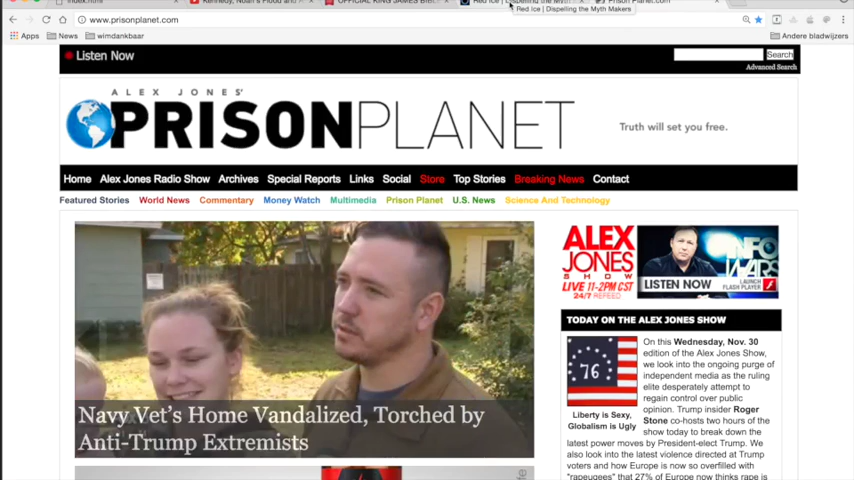 index.html
Kennedy, Noah's Flood and
OFFICIAL KING JAMES BIBL
Red Ice | Dispelling the Myth
Prison Planet.com
Red Ice | Dispelling the Myth Makers
www.prisonplanet.com
Apps
News
wimdankbaar
Andere bladwijzers
Listen Now
Search
Advanced Search
ALEX JONES'
PRISONPLANET
Truth will set you free.
Home Alex Jones Radio Show Archives Special Reports Links Social Store Top Stories Breaking News Contact
Featured Stories World News Commentary Money Watch Multimedia Prison Planet U.S. News Science And Technology
Navy Vet's Home Vandalized, Torched by
Anti-Trump Extremists
ALEX
JONES
SHOW
LIVE 11-2PM CST
24/7 REFEED
INFO
WARS
LISTEN NOW
LAUNCH
FLASH PLAYER
TODAY ON THE ALEX JONES SHOW
76
Liberty is Sexy,
Globalism is Ugly
On this Wednesday, Nov. 30
edition of the Alex Jones Show,
we look into the ongoing purge of
independent media as the ruling
elite desperately attempt to
regain control over public
opinion. Trump insider Roger
Stone co-hosts two hours of the
show today to break down the
latest power moves by President-elect Trump. We
also look into the latest violence directed at Trump
voters and how Europe is now so overfilled with
"rapeugees" that 27% of Europe now thinks rape is